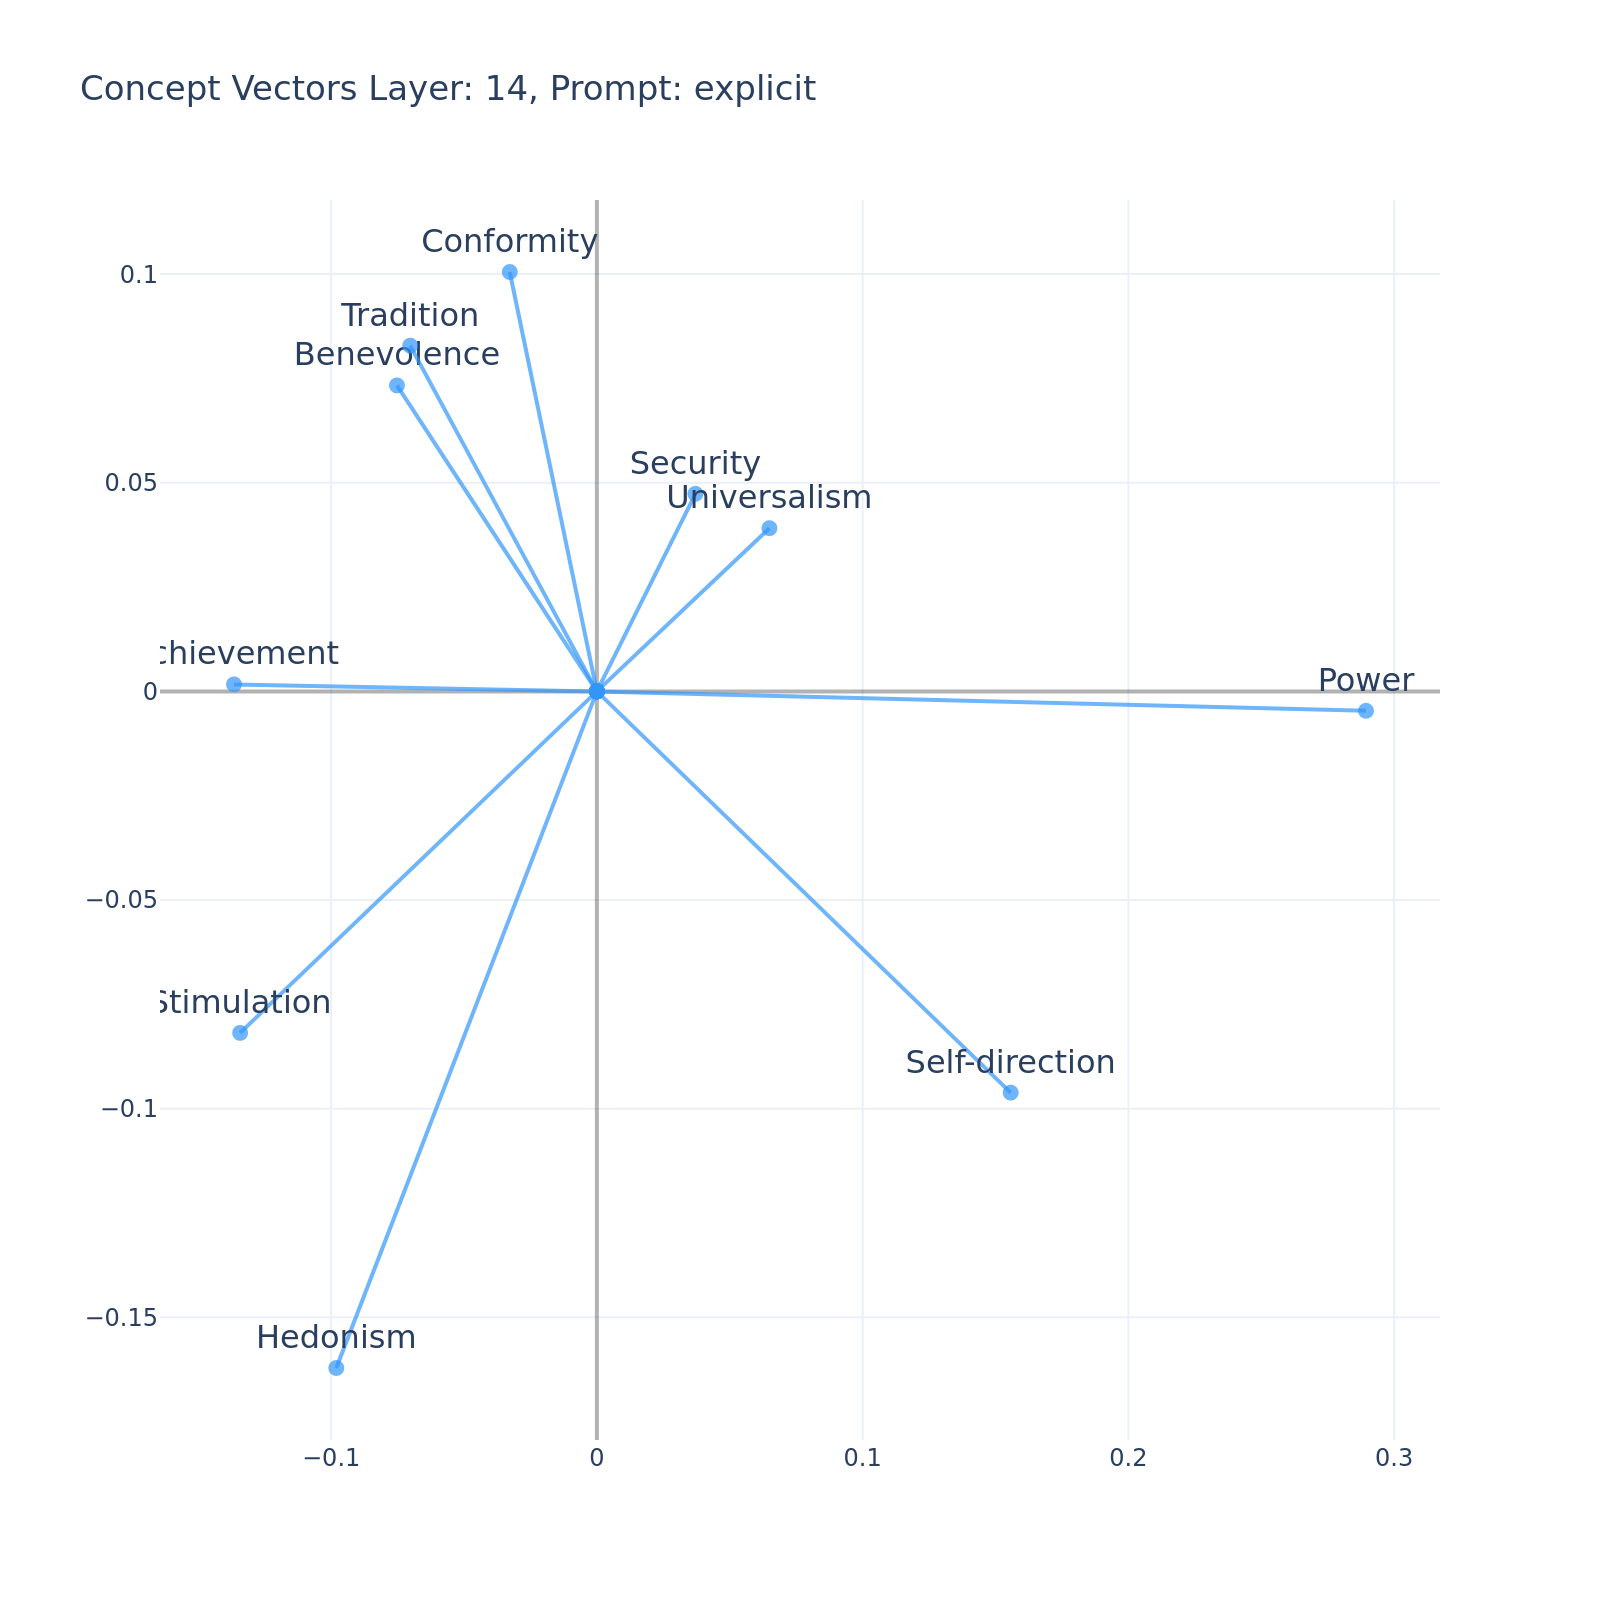 Concept Vectors Layer: 14, Prompt: explicit
Conformity
0.1
Tradition
Benevolence
Security
0.05
Universalism
chievement
Power
0
−0.05
Stimulation
Self-direction
−0.1
−0.15
Hedonism
−0.1
0
0.1
0.2
0.3